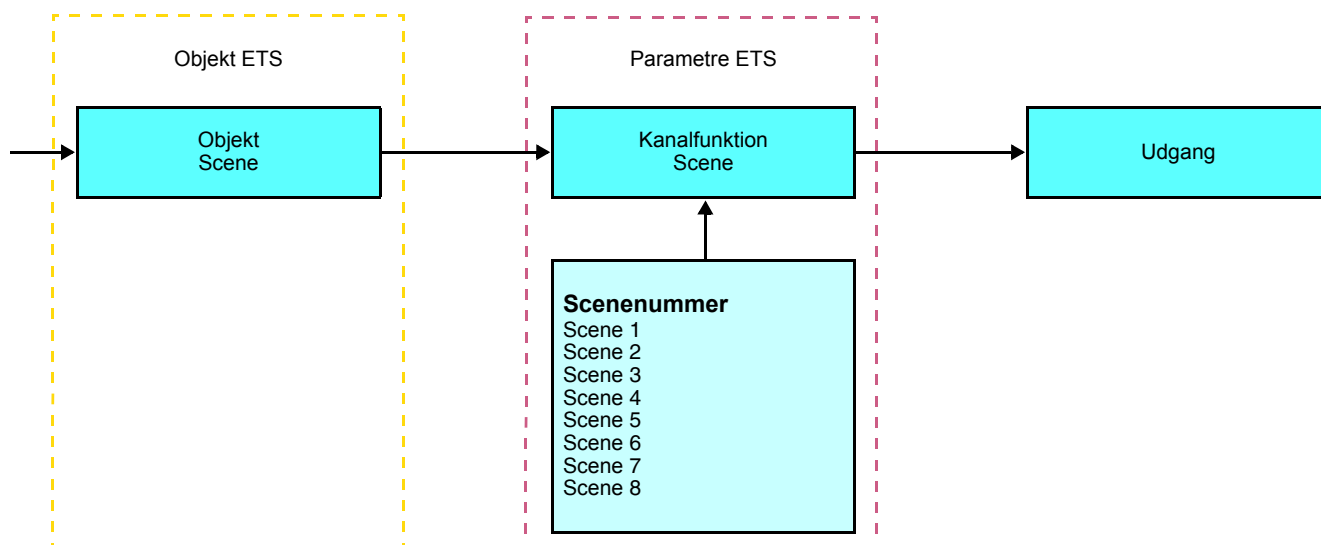 Objekt ETS
Parametre ETS
Objekt
Scene
Kanalfunktion
Scene
Udgang
Scenenummer
Scene 1
Scene 2
Scene 3
Scene 4
Scene 5
Scene 6
Scene 7
Scene 8